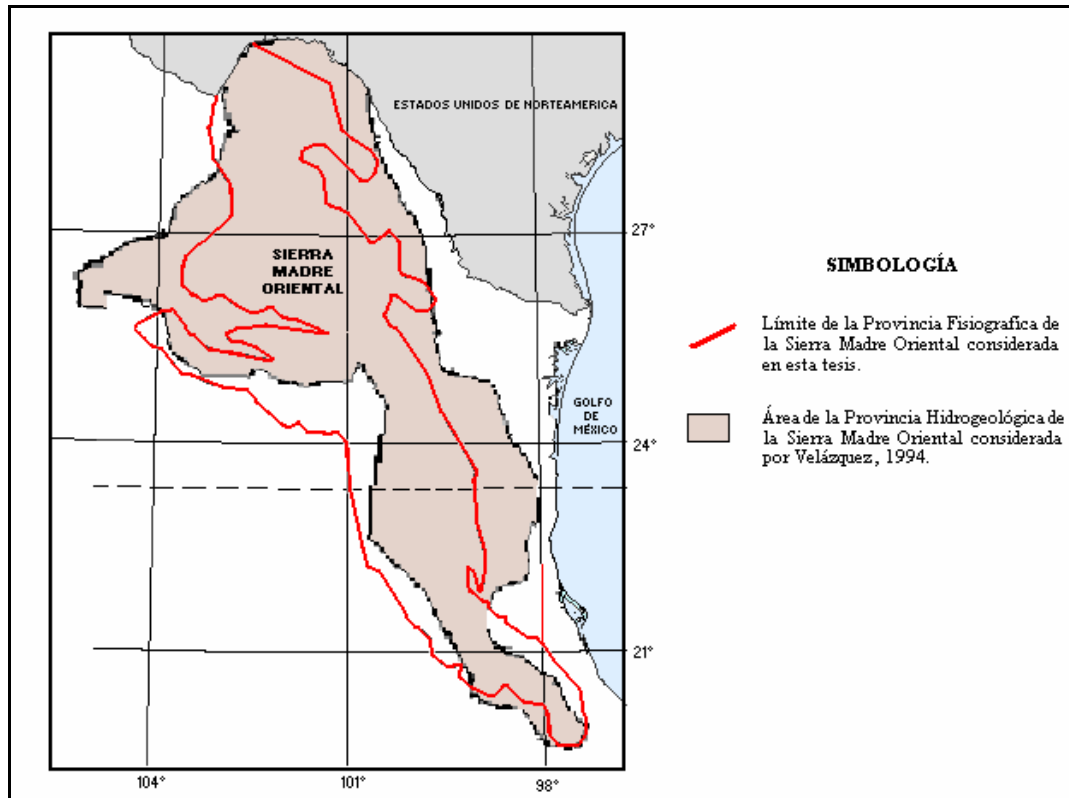 ESTADOS UNIDOS DE NORTEAMERICA
27°
SIERRA
MADRE
ORIENTAL
GOLFO
DE
MÉXICO
24°
21°
104°
101°
98°
SIMBOLOGÍA
Límite de la Provincia Fisiografica de
la Sierra Madre Oriental considerada
en esta tesis.
Área de la Provincia Hidrogeológica de
la Sierra Madre Oriental considerada
por Velázquez, 1994.